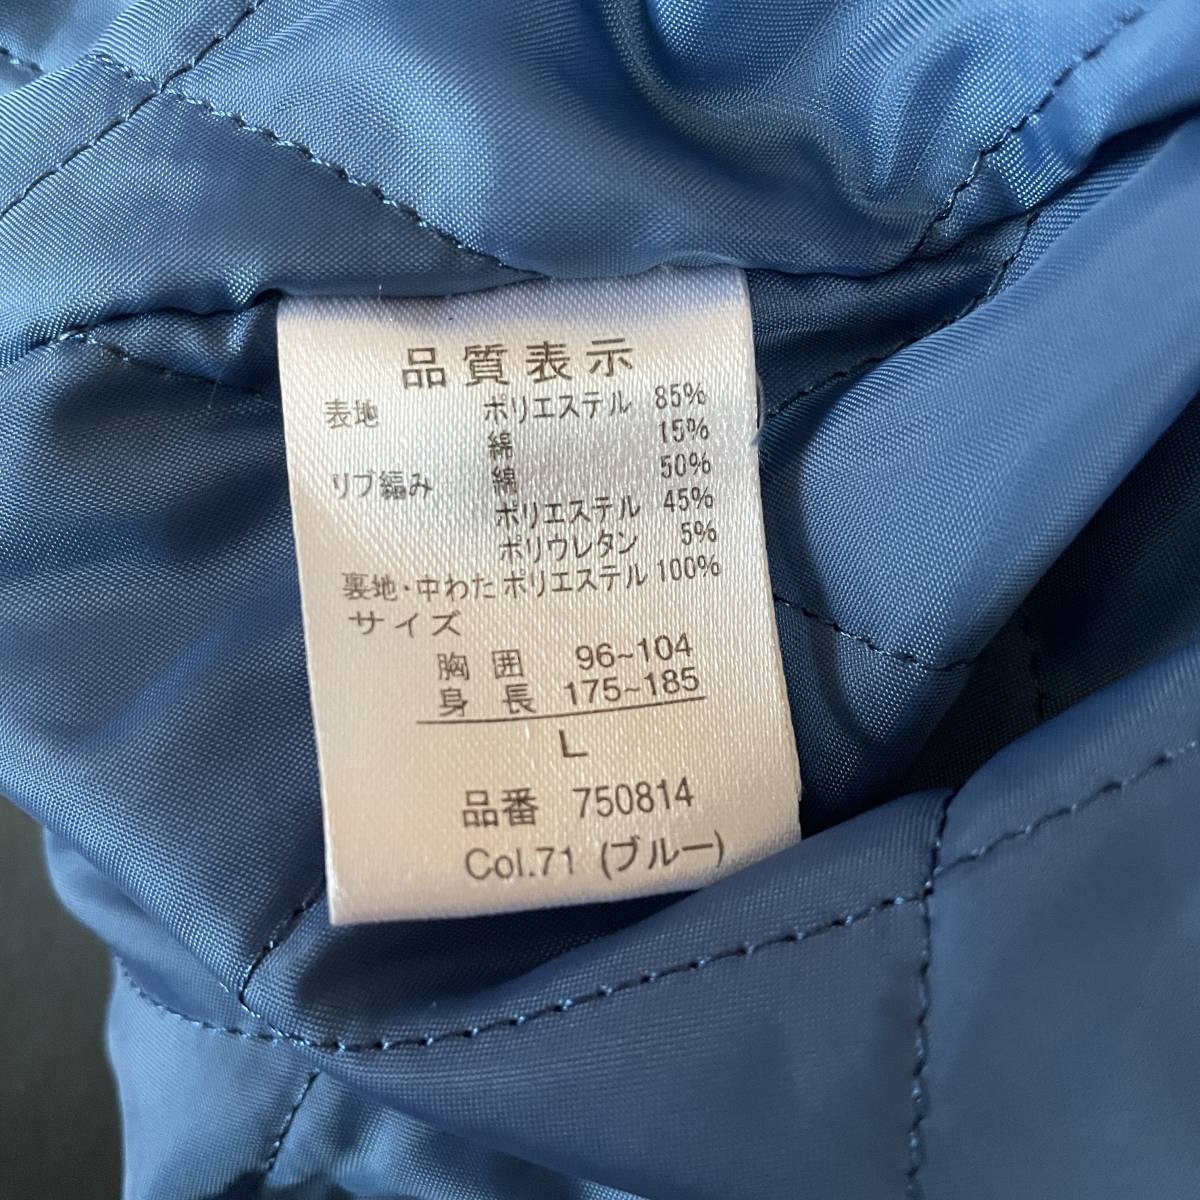 品質表示
表地 ポリエステル 85%
綿 15%
リブ編み 綿 50%
ポリエステル 45%
ポリウレタン 5%
裏地・中わた ポリエステル 100%
サイズ
胸囲 96~104
身長 175~185
L
品番 750814
Col.71 (ブルー)